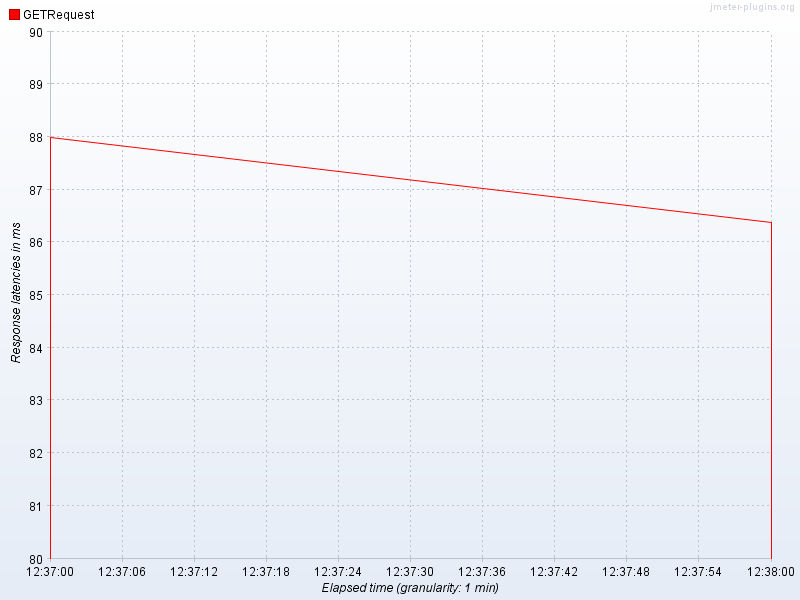 GETRequest
jmeter-plugins.org
90
89
88
87
86
85
84
83
82
81
80
Response latencies in ms
12:37:00 12:37:06 12:37:12 12:37:18 12:37:24 12:37:30 12:37:36 12:37:42 12:37:48 12:37:54 12:38:00
Elapsed time (granularity: 1 min)